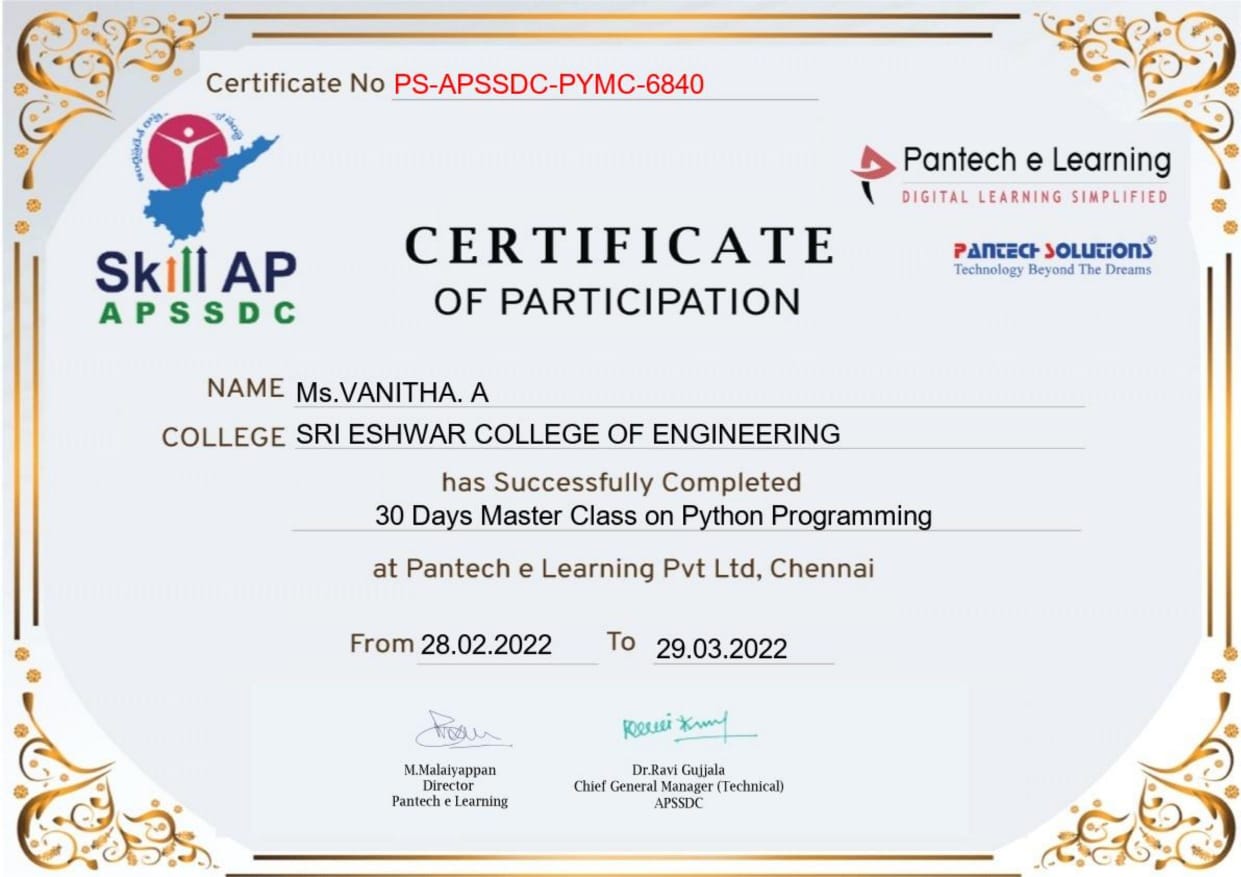 Certificate No PS-APSSDC-PYMC-6840
Skill AP
APSSDC
Pantech e Learning
DIGITAL LEARNING SIMPLIFIED
PANTECH SOLUTIONS®
Technology Beyond The Dreams
CERTIFICATE
OF PARTICIPATION
NAME Ms.VANITHA. A
COLLEGE SRI ESHWAR COLLEGE OF ENGINEERING
has Successfully Completed
30 Days Master Class on Python Programming
at Pantech e Learning Pvt Ltd, Chennai
From 28.02.2022 To 29.03.2022
M.Malaiyappan
Director
Pantech e Learning
Dr.Ravi Gujjala
Chief General Manager (Technical)
APSSDC